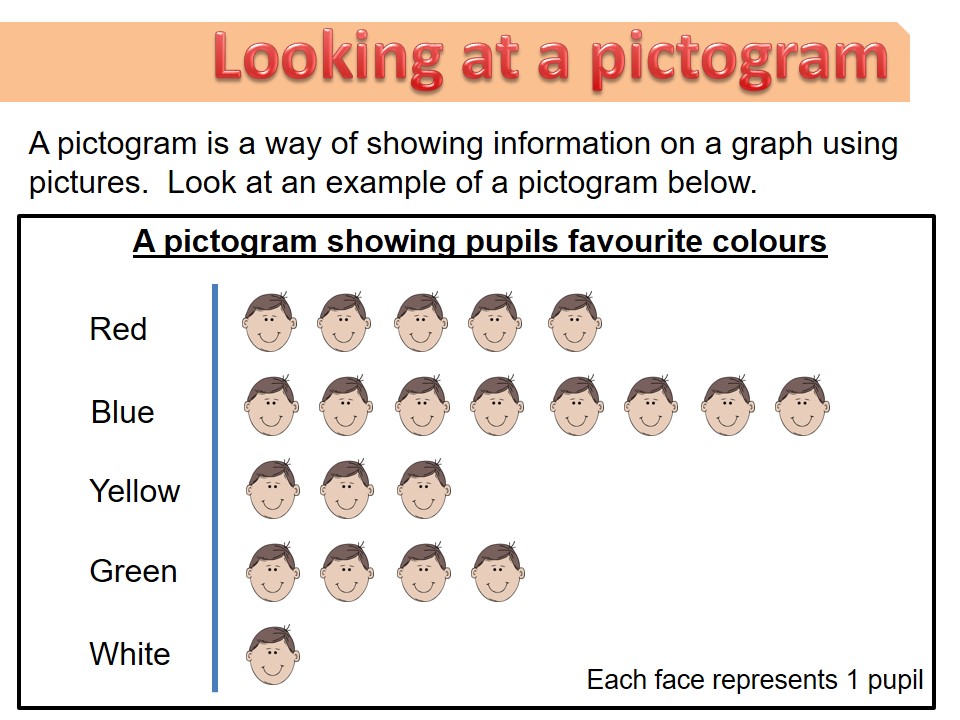 Looking at a pictogram
A pictogram is a way of showing information on a graph using
pictures.  Look at an example of a pictogram below.
A pictogram showing pupils favourite colours
Red
Blue
Yellow
Green
White
Each face represents 1 pupil